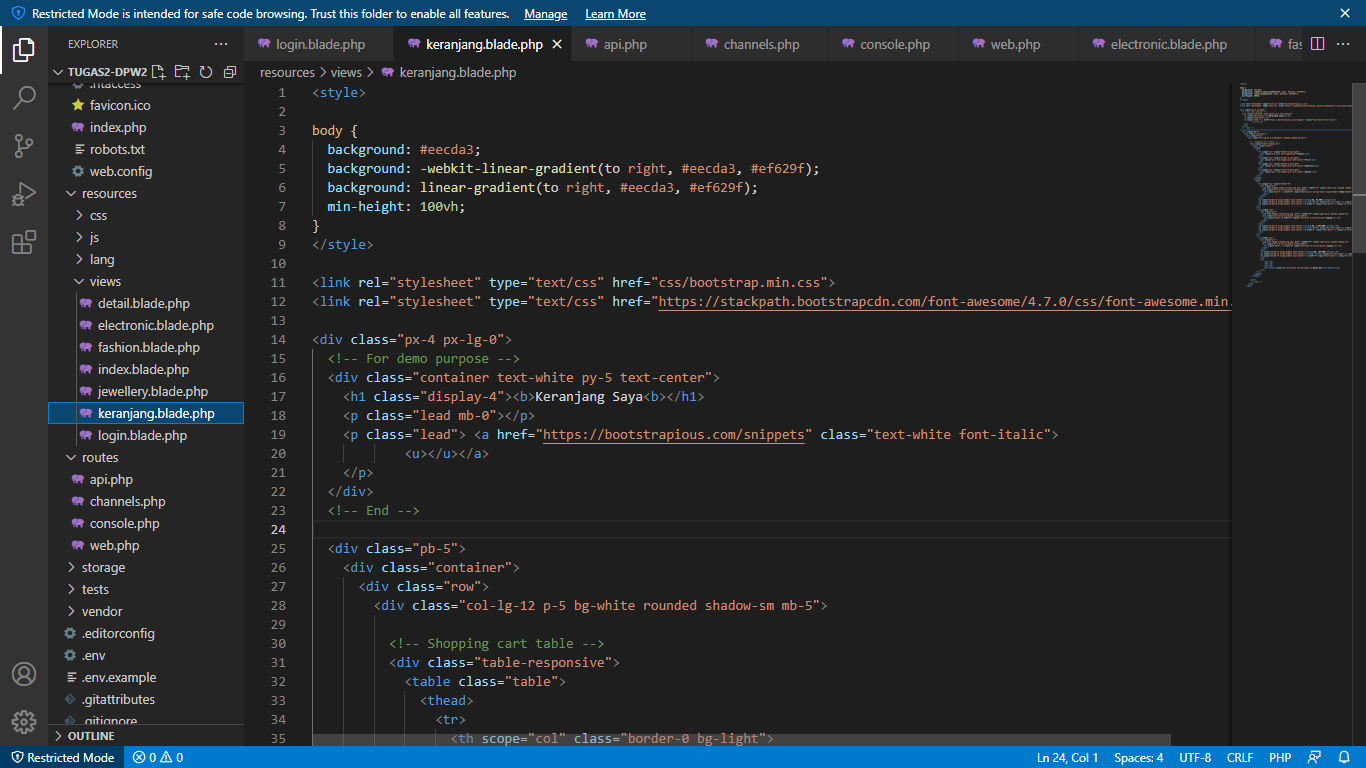 Restricted Mode is intended for safe code browsing. Trust this folder to enable all features. Manage Learn More
EXPLORER
login.blade.php keranjang.blade.php api.php channels.php console.php web.php electronic.blade.php fas
TUGAS2-DPW2
resources > views > keranjang.blade.php
.htaccess
favicon.ico
index.php
robots.txt
web.config
resources
css
js
lang
views
detail.blade.php
electronic.blade.php
fashion.blade.php
index.blade.php
jewellery.blade.php
keranjang.blade.php
login.blade.php
routes
api.php
channels.php
console.php
web.php
storage
tests
vendor
.editorconfig
.env
.env.example
.gitattributes
.gitignore
OUTLINE
1 <style>
2
3 body {
4 background: #eecda3;
5 background: -webkit-linear-gradient(to right, #eecda3, #ef629f);
6 background: linear-gradient(to right, #eecda3, #ef629f);
7 min-height: 100vh;
8 }
9 </style>
10
11 <link rel="stylesheet" type="text/css" href="css/bootstrap.min.css">
12 <link rel="stylesheet" type="text/css" href="https://stackpath.bootstrapcdn.com/font-awesome/4.7.0/css/font-awesome.min.
13
14 <div class="px-4 px-lg-0">
15 <!-- For demo purpose -->
16 <div class="container text-white py-5 text-center">
17 <h1 class="display-4"><b>Keranjang Saya<b></h1>
18 <p class="lead mb-0"></p>
19 <p class="lead"> <a href="https://bootstrapious.com/snippets" class="text-white font-italic">
20 <u></u></a>
21 </p>
22 </div>
23 <!-- End -->
24
25 <div class="pb-5">
26 <div class="container">
27 <div class="row">
28 <div class="col-lg-12 p-5 bg-white rounded shadow-sm mb-5">
29
30 <!-- Shopping cart table -->
31 <div class="table-responsive">
32 <table class="table">
33 <thead>
34 <tr>
35 <th scope="col" class="border-0 bg-light">
Restricted Mode 0 0 Ln 24, Col 1 Spaces: 4 UTF-8 CRLF PHP